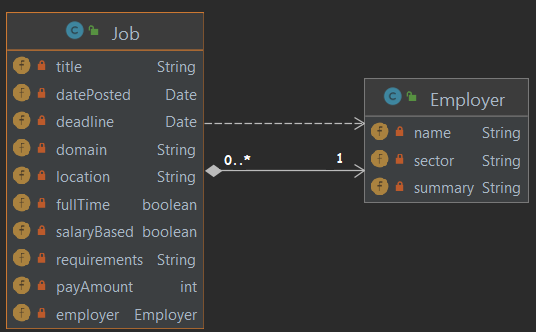 Job
title String
datePosted Date
deadline Date
domain String
location String
fullTime boolean
salaryBased boolean
requirements String
payAmount int
employer Employer
0..* 1
Employer
name String
sector String
summary String